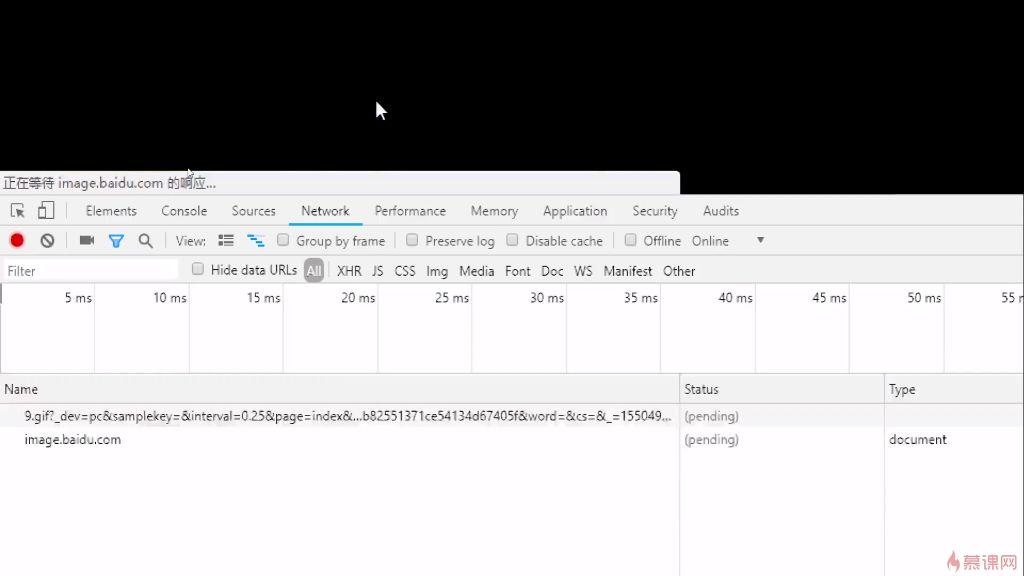 正在等待 image.baidu.com 的响应...
Elements Console Sources Network Performance Memory Application Security Audits
View: Group by frame Preserve log Disable cache Offline Online
Filter Hide data URLs All XHR JS CSS Img Media Font Doc WS Manifest Other
5 ms 10 ms 15 ms 20 ms 25 ms 30 ms 35 ms 40 ms 45 ms 50 ms 55 m
Name Status Type
9.gif?_dev=pc&samplekey=&interval=0.25&page=index&...b82551371ce54134d67405f&word=&cs=&_=155049... (pending)
image.baidu.com (pending) document
慕课网